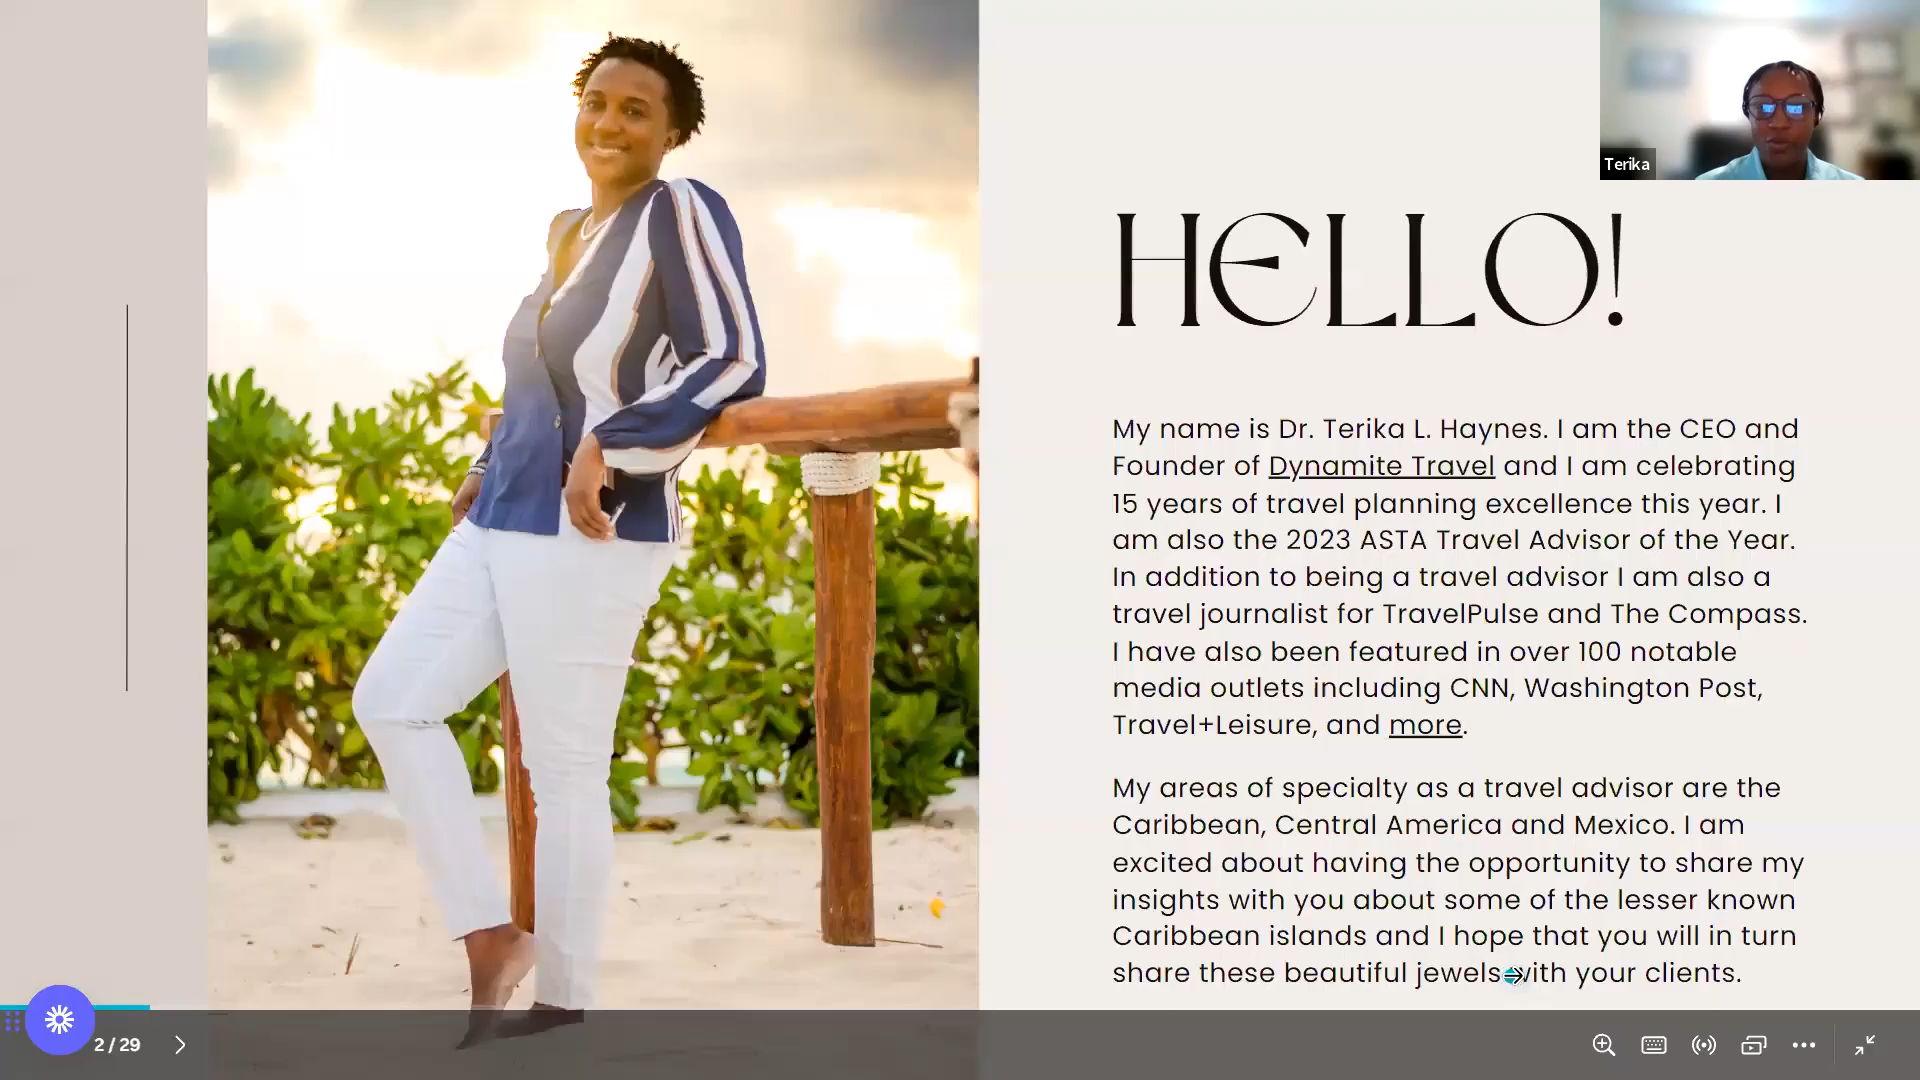 Terika
HELLO!
My name is Dr. Terika L. Haynes. I am the CEO and
Founder of Dynamite Travel and I am celebrating
15 years of travel planning excellence this year. I
am also the 2023 ASTA Travel Advisor of the Year.
In addition to being a travel advisor I am also a
travel journalist for TravelPulse and The Compass.
I have also been featured in over 100 notable
media outlets including CNN, Washington Post,
Travel+Leisure, and more.
My areas of specialty as a travel advisor are the
Caribbean, Central America and Mexico. I am
excited about having the opportunity to share my
insights with you about some of the lesser known
Caribbean islands and I hope that you will in turn
share these beautiful jewels with your clients.
2 / 29